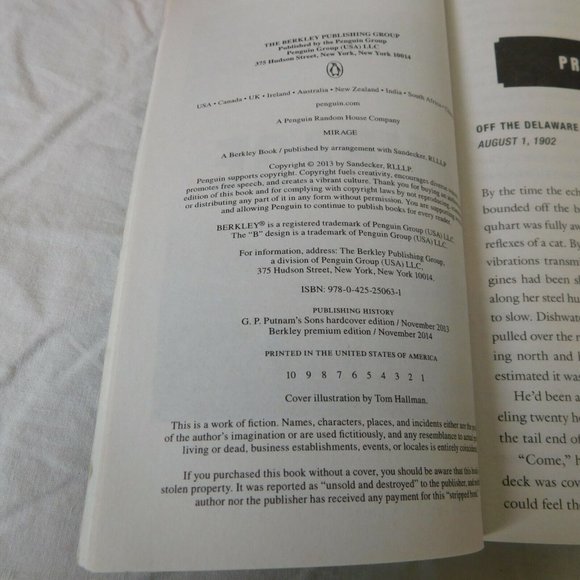 THE BERKLEY PUBLISHING GROUP
Published by the Penguin Group
Penguin Group (USA) LLC
375 Hudson Street, New York, New York 10014
USA • Canada • UK • Ireland • Australia • New Zealand • India • South Africa •
penguin.com
A Penguin Random House Company
MIRAGE
A Berkley Book / published by arrangement with Sandecker, RLLLP
Copyright © 2013 by Sandecker, RLLLP.
Penguin supports copyright. Copyright fuels creativity, encourages diverse
promotes free speech, and creates a vibrant culture. Thank you for buying an
edition of this book and for complying with copyright laws by not reproducing,
or distributing any part of it in any form without permission. You are supporting
and allowing Penguin to continue to publish books for every reader.
BERKLEY® is a registered trademark of Penguin Group (USA) LLC.
The "B" design is a trademark of Penguin Group (USA) LLC.
For information, address: The Berkley Publishing Group,
a division of Penguin Group (USA) LLC,
375 Hudson Street, New York, New York 10014.
ISBN: 978-0-425-25063-1
PUBLISHING HISTORY
G. P. Putnam's Sons hardcover edition / November 2013
Berkley premium edition / November 2014
PRINTED IN THE UNITED STATES OF AMERICA
10 9 8 7 6 5 4 3 2 1
Cover illustration by Tom Hallman.
This is a work of fiction. Names, characters, places, and incidents either are the
of the author's imagination or are used fictitiously, and any resemblance to actual
living or dead, business establishments, events, or locales is entirely
If you purchased this book without a cover, you should be aware that this
stolen property. It was reported as "unsold and destroyed" to the publisher, and
author nor the publisher has received any payment for this "stripped
PR
OFF THE DELAWARE
AUGUST 1, 1902
By the time the ech
bounded off the b
quhart was fully aw
reflexes of a cat. By
vibrations transm
gines had been sl
along her steel hu
to slow. Dishwat
pulled over the r
ing north and
estimated it was
He'd been a
eling twenty h
the tail end of
"Come," h
deck was cov
could feel th